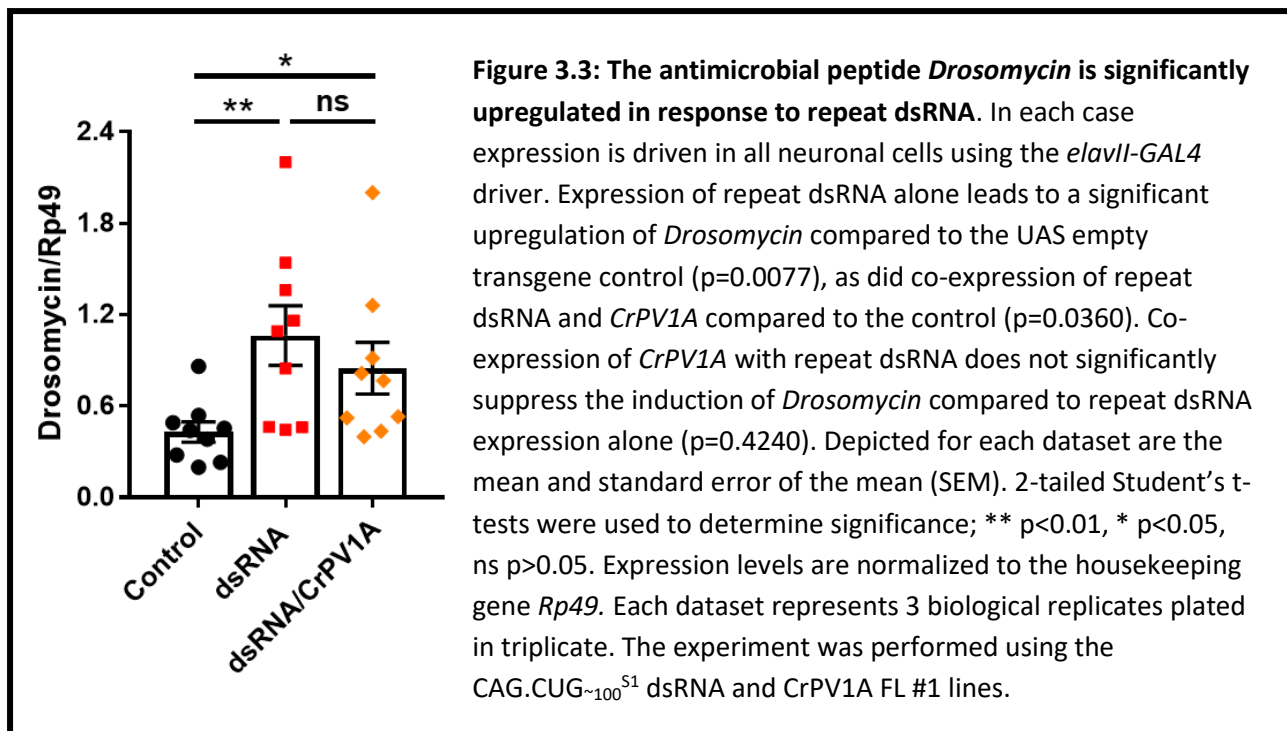 *
** ns
2.4
1.8
1.2
0.6
0.0
Drosomycin/Rp49
Control
dsRNA
dsRNA/CrPV1A
Figure 3.3: The antimicrobial peptide Drosomycin is significantly
upregulated in response to repeat dsRNA. In each case
expression is driven in all neuronal cells using the elavII-GAL4
driver. Expression of repeat dsRNA alone leads to a significant
upregulation of Drosomycin compared to the UAS empty
transgene control (p=0.0077), as did co-expression of repeat
dsRNA and CrPV1A compared to the control (p=0.0360). Co-
expression of CrPV1A with repeat dsRNA does not significantly
suppress the induction of Drosomycin compared to repeat dsRNA
expression alone (p=0.4240). Depicted for each dataset are the
mean and standard error of the mean (SEM). 2-tailed Student’s t-
tests were used to determine significance; ** p<0.01, * p<0.05,
ns p>0.05. Expression levels are normalized to the housekeeping
gene Rp49. Each dataset represents 3 biological replicates plated
in triplicate. The experiment was performed using the
CAG.CUG~100S1 dsRNA and CrPV1A FL #1 lines.